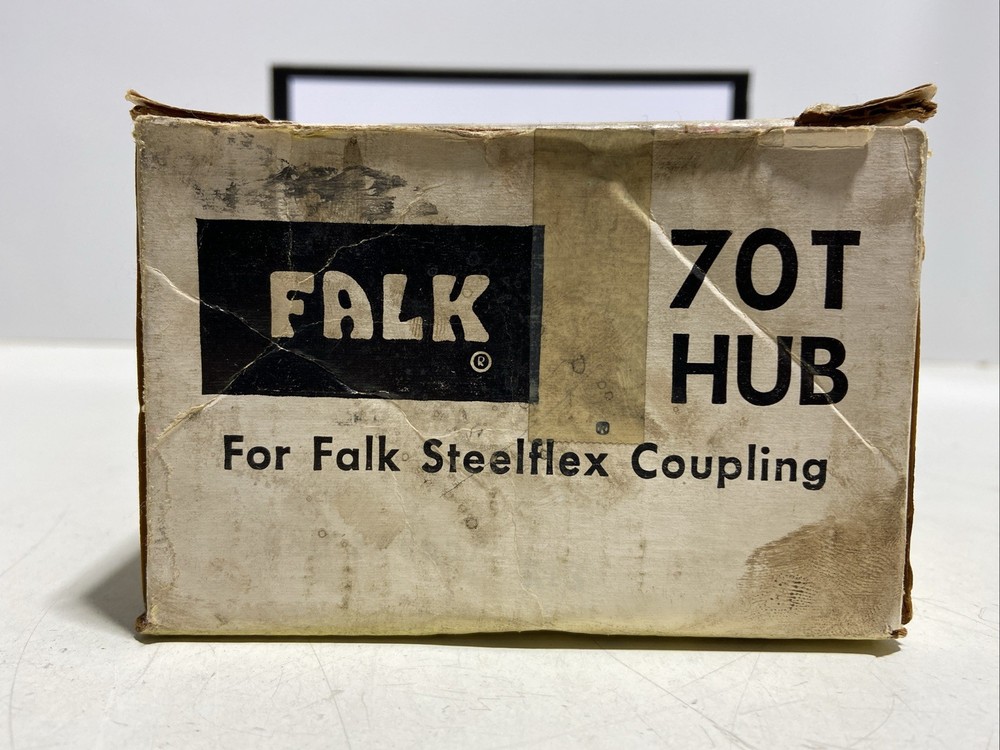 FALK
®
70T
HUB
For Falk Steelflex Coupling